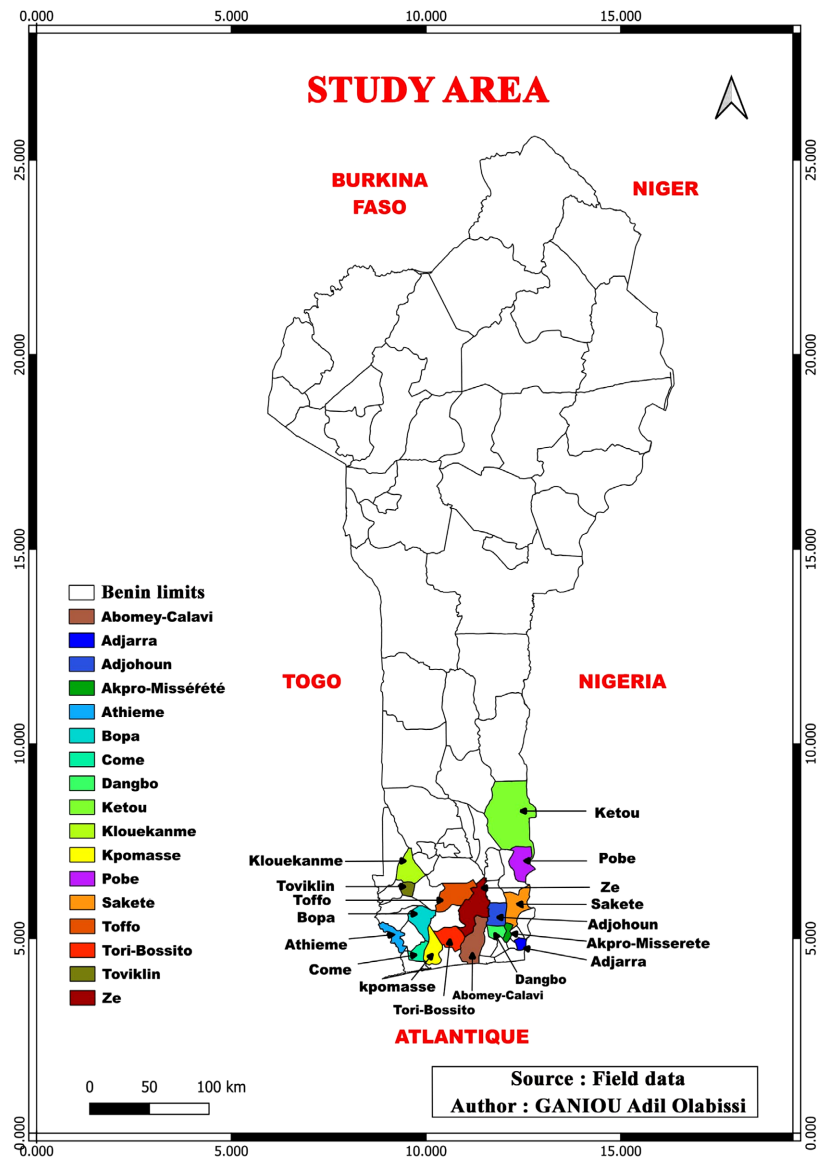 0.000 5.000 10.000 15.000
STUDY AREA
25.000 25.000
BURKINA
FASO
NIGER
20.000 20.000
15.000 15.000
Benin limits
Abomey-Calavi
Adjarra
Adjohoun
Akpro-Missérété
Athieme
Bopa
Come
Dangbo
Ketou
Klouekanme
Kpomasse
Pobe
Sakete
Toffo
Tori-Bossito
Toviklin
Ze
TOGO
NIGERIA
10.000 10.000
Ketou
Klouekanme
Pobe
Toviklin
Ze
Toffo
Sakete
Bopa
Adjohoun
5.000 5.000
Athieme
Akpro-Misserete
Adjarra
Come
Dangbo
kpomasse
Abomey-Calavi
Tori-Bossito
ATLANTIQUE
0 50 100 km
Source : Field data
Author : GANIOU Adil Olabissi
0.000 0.000
0.000 5.000 10.000 15.000